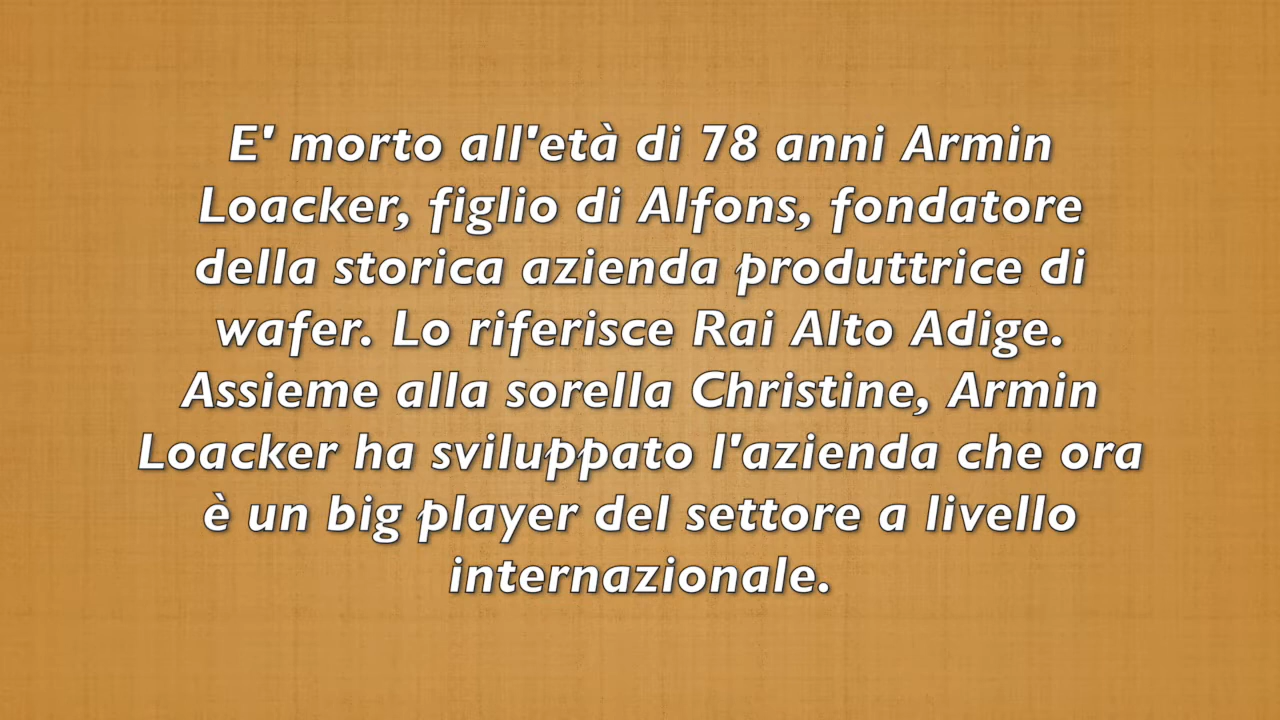 E' morto all'età di 78 anni Armin
Loacker, figlio di Alfons, fondatore
della storica azienda produttrice di
wafer. Lo riferisce Rai Alto Adige.
Assieme alla sorella Christine, Armin
Loacker ha sviluppato l'azienda che ora
è un big player del settore a livello
internazionale.